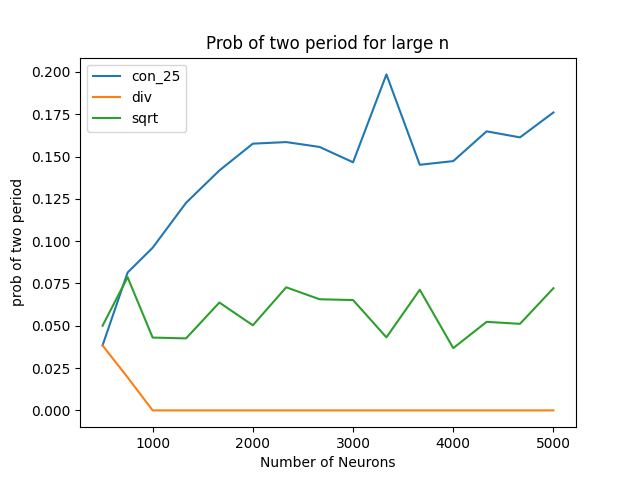 Prob of two period for large n
con_25
div
sqrt
prob of two period
0.200
0.175
0.150
0.125
0.100
0.075
0.050
0.025
0.000
1000 2000 3000 4000 5000
Number of Neurons